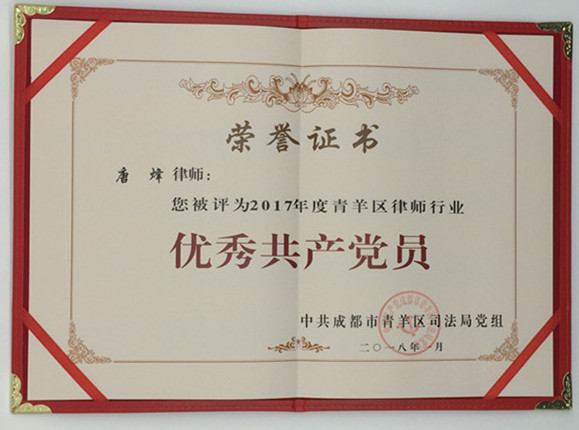 荣誉证书
唐烽 律师：
您被评为2017年度青羊区律师行业
优秀共产党员
中共成都市青羊区司法局党组
二〇一八年 月